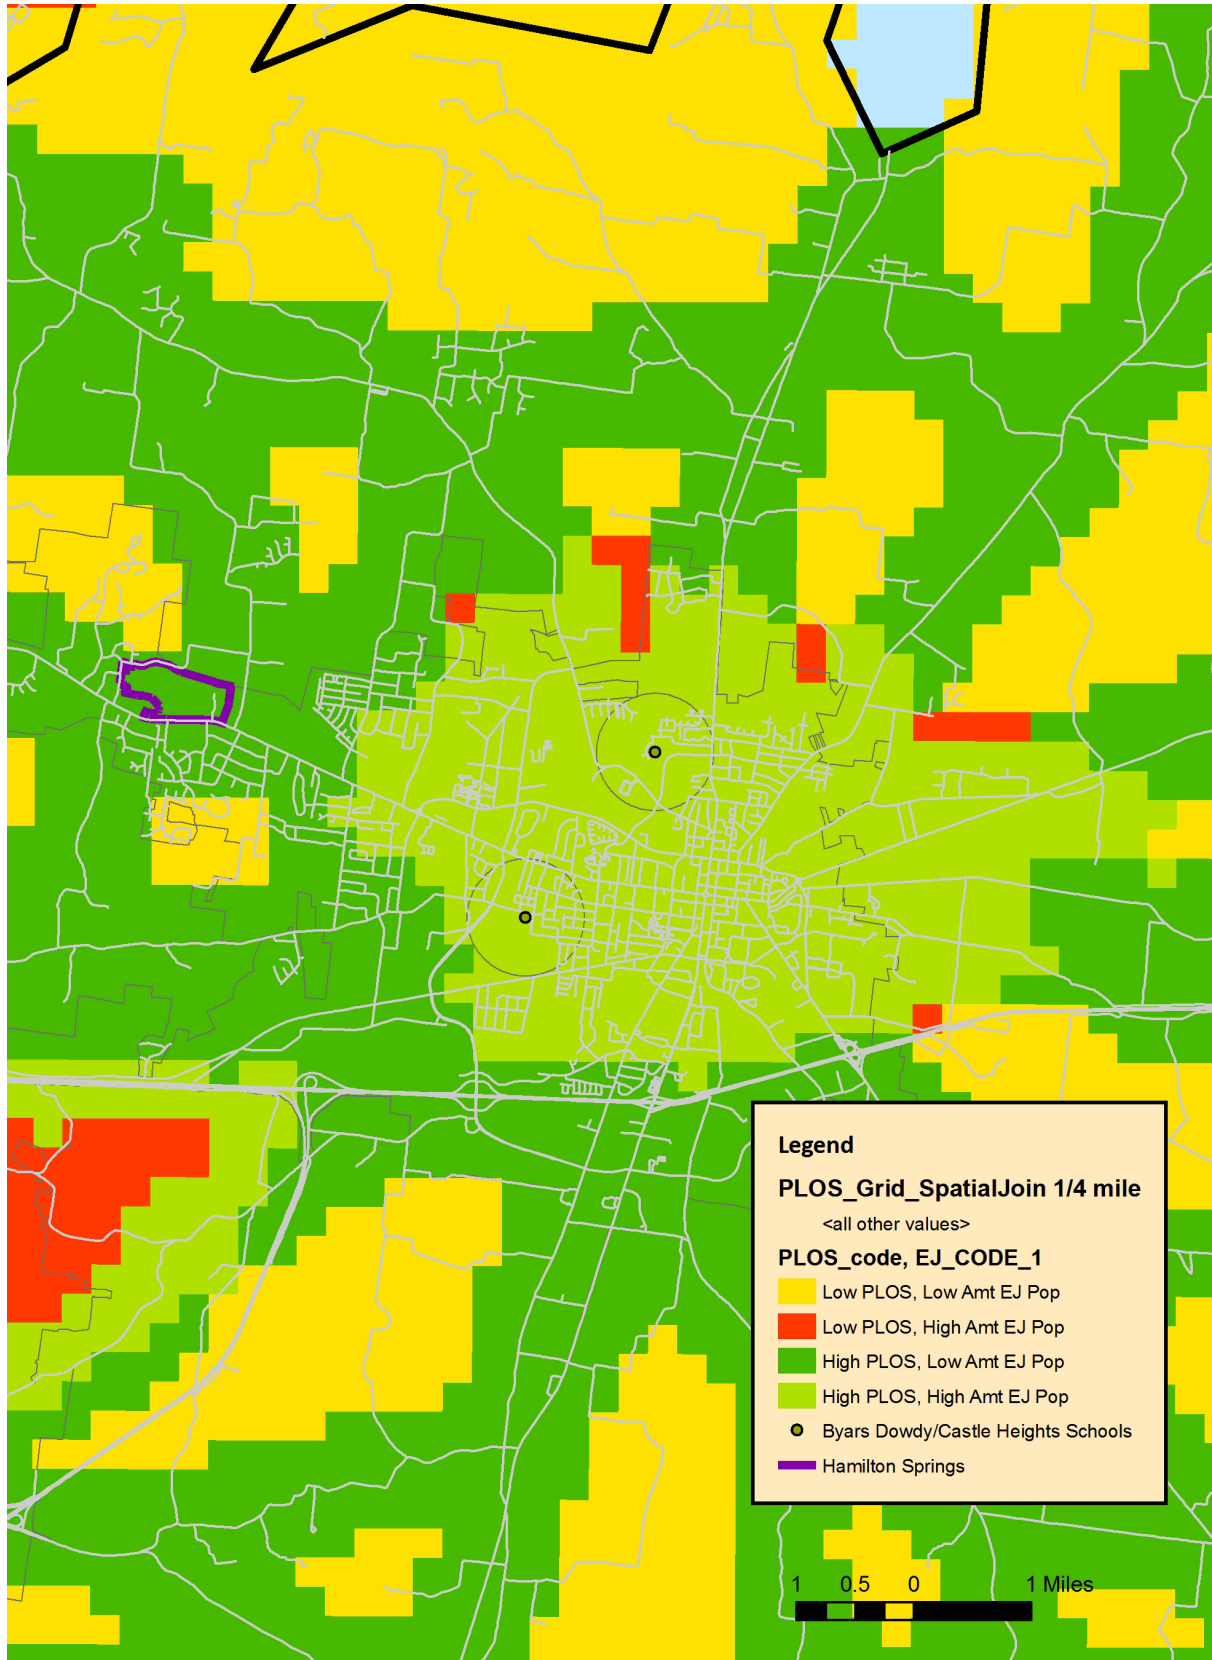 Legend
PLOS_Grid_SpatialJoin 1/4 mile
<all other values>
PLOS_code, EJ_CODE_1
Low PLOS, Low Amt EJ Pop
Low PLOS, High Amt EJ Pop
High PLOS, Low Amt EJ Pop
High PLOS, High Amt EJ Pop
Byars Dowdy/Castle Heights Schools
Hamilton Springs
1 0.5 0 1 Miles